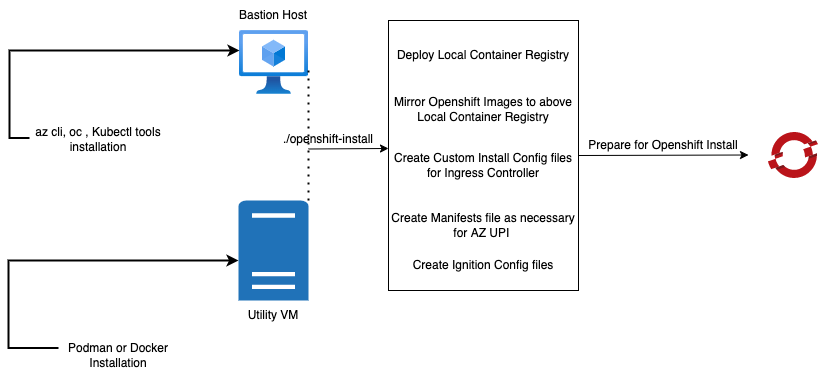 Bastion Host
az cli, oc , Kubectl tools
installation
./openshift-install
Deploy Local Container Registry
Mirror Openshift Images to above
Local Container Registry
Create Custom Install Config files
for Ingress Controller
Create Manifests file as necessary
for AZ UPI
Create Ignition Config files
Prepare for Openshift Install
Utility VM
Podman or Docker
Installation